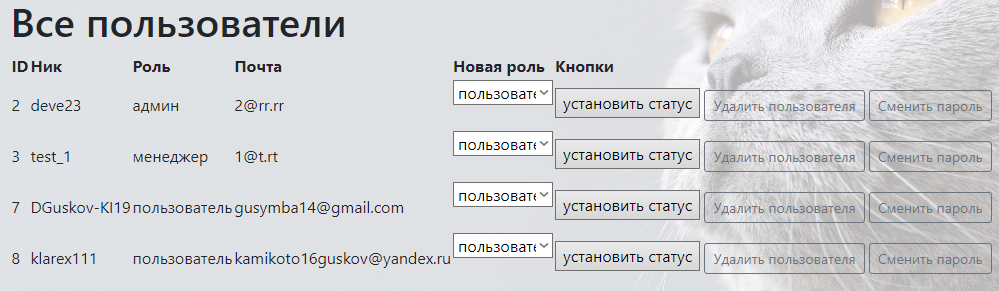 Все пользователи
ID Ник Роль Почта Новая роль Кнопки
2 deve23 админ 2@rr.rr пользовате установить статус Удалить пользователя Сменить пароль
3 test_1 менеджер 1@t.rt пользовате установить статус Удалить пользователя Сменить пароль
7 DGuskov-KI19 пользователь gusymba14@gmail.com пользовате установить статус Удалить пользователя Сменить пароль
8 klarex111 пользователь kamikoto16guskov@yandex.ru пользовате установить статус Удалить пользователя Сменить пароль